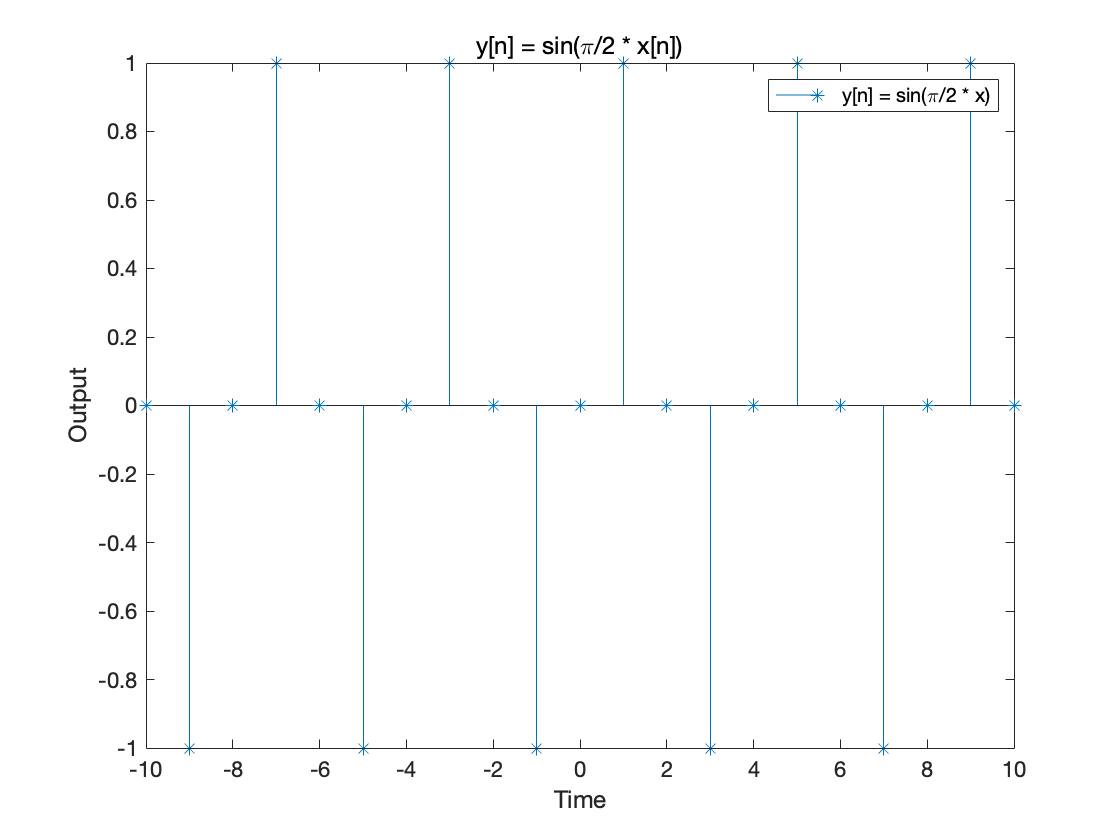 y[n] = sin(π/2 * x[n])
y[n] = sin(π/2 * x)
1
0.8
0.6
0.4
0.2
0
-0.2
-0.4
-0.6
-0.8
-1
Output
-10 -8 -6 -4 -2 0 2 4 6 8 10
Time